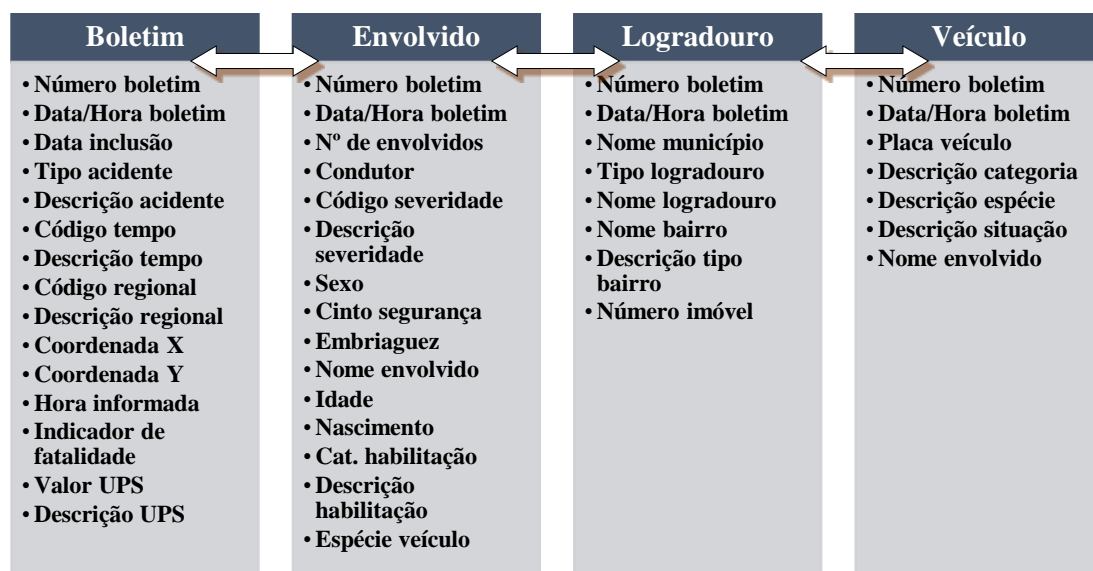 Boletim
• Número boletim
• Data/Hora boletim
• Data inclusão
• Tipo acidente
• Descrição acidente
• Código tempo
• Descrição tempo
• Código regional
• Descrição regional
• Coordenada X
• Coordenada Y
• Hora informada
• Indicador de
fatalidade
• Valor UPS
• Descrição UPS
Envolvido
• Número boletim
• Data/Hora boletim
• Nº de envolvidos
• Condutor
• Código severidade
• Descrição
severidade
• Sexo
• Cinto segurança
• Embriaguez
• Nome envolvido
• Idade
• Nascimento
• Cat. habilitação
• Descrição
habilitação
• Espécie veículo
Logradouro
• Número boletim
• Data/Hora boletim
• Nome município
• Tipo logradouro
• Nome logradouro
• Nome bairro
• Descrição tipo
bairro
• Número imóvel
Veículo
• Número boletim
• Data/Hora boletim
• Placa veículo
• Descrição categoria
• Descrição espécie
• Descrição situação
• Nome envolvido